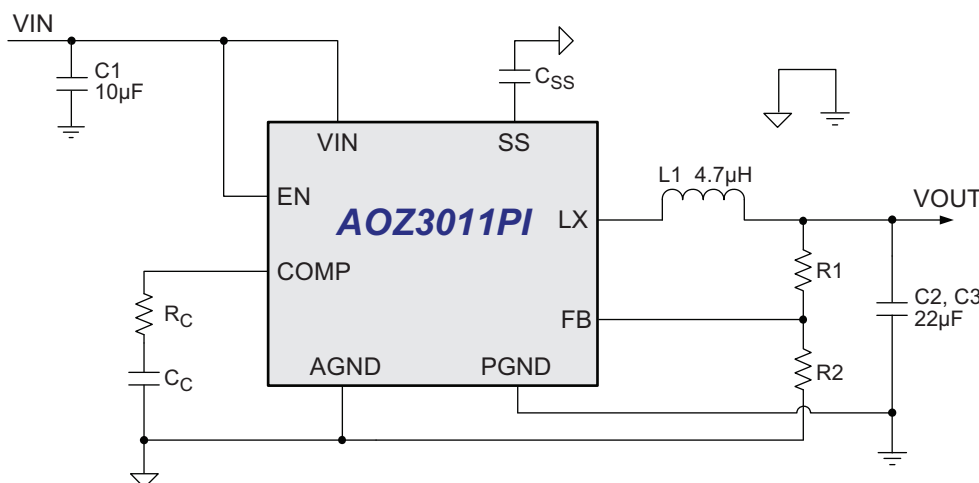 VIN
C1
10µF
CSS
VIN
SS
L1 4.7µH
EN
LX
VOUT
AOZ3011PI
COMP
R1
C2, C3
22µF
RC
FB
CC
AGND
PGND
R2